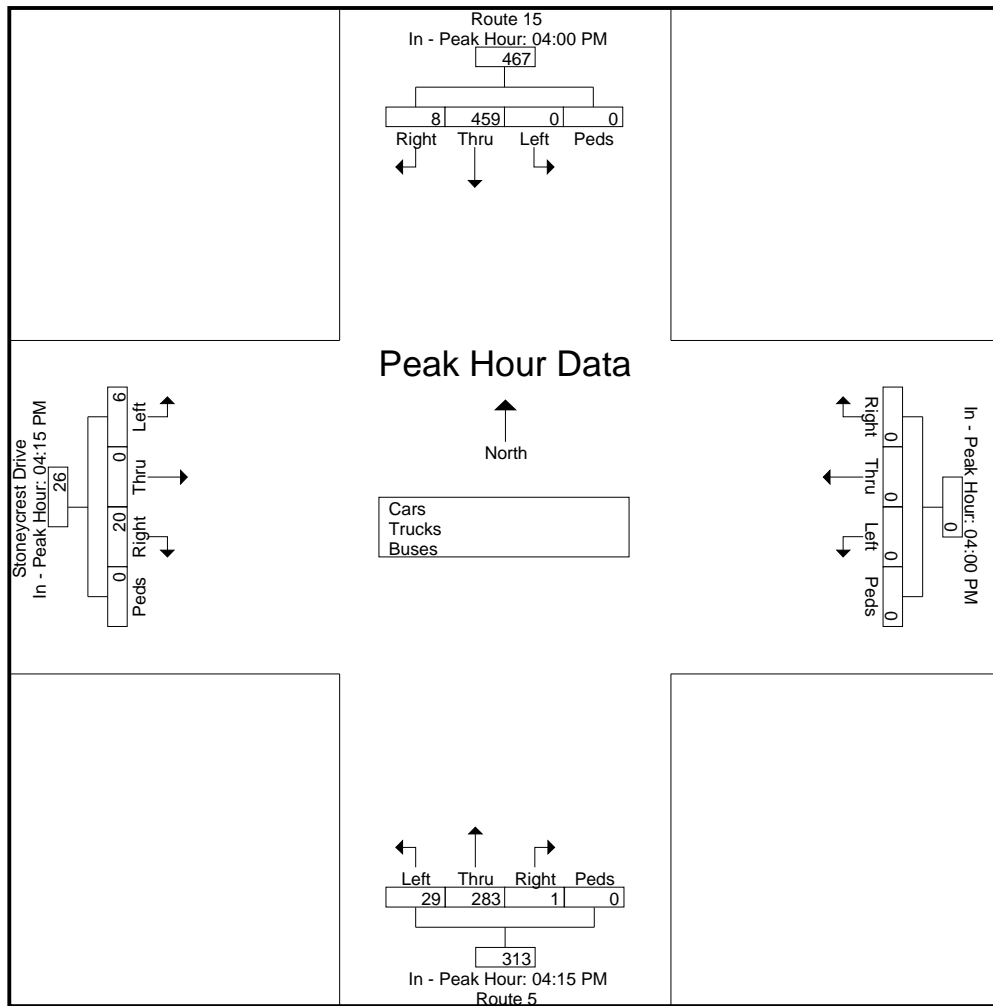 Route 15
In - Peak Hour: 04:00 PM
467
8 459 0 0
Right Thru Left Peds
Peak Hour Data
North
Cars
Trucks
Buses
Stoneycrest Drive
In - Peak Hour: 04:15 PM
26
6 0 20 0
Left Thru Right Peds
Right Thru Left Peds
0 0 0 0
0
In - Peak Hour: 04:00 PM
Left Thru Right Peds
29 283 1 0
313
In - Peak Hour: 04:15 PM
Route 5